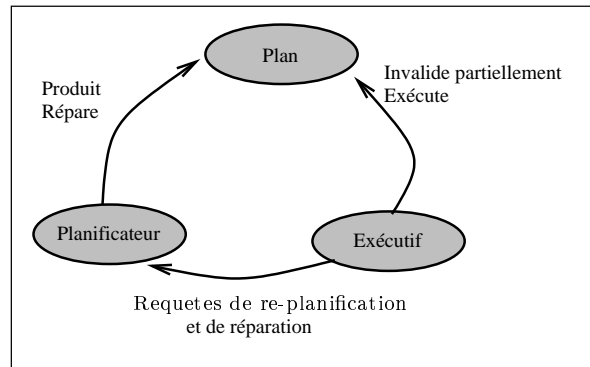 Plan
Produit
Répare
Invalide partiellement
Exécute
Planificateur
Exécutif
Requetes de re-planification
et de réparation